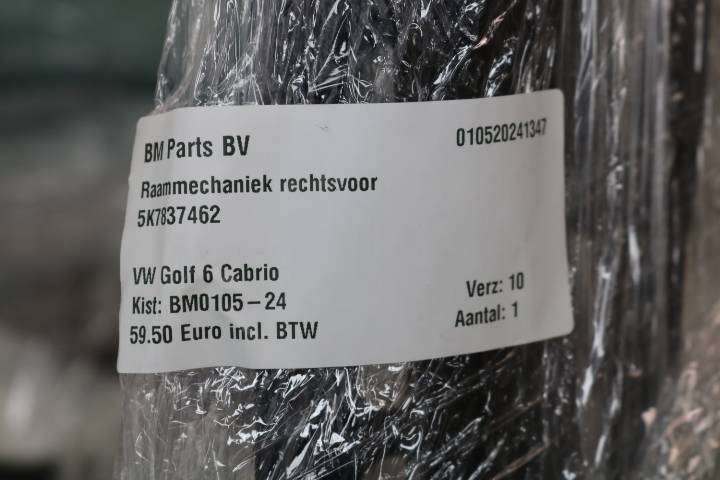 BM Parts BV
010520241347
Raammechaniek rechtsvoor
5K7837462
VW Golf 6 Cabrio
Kist: BM0105-24
59.50 Euro incl. BTW
Verz: 10
Aantal: 1